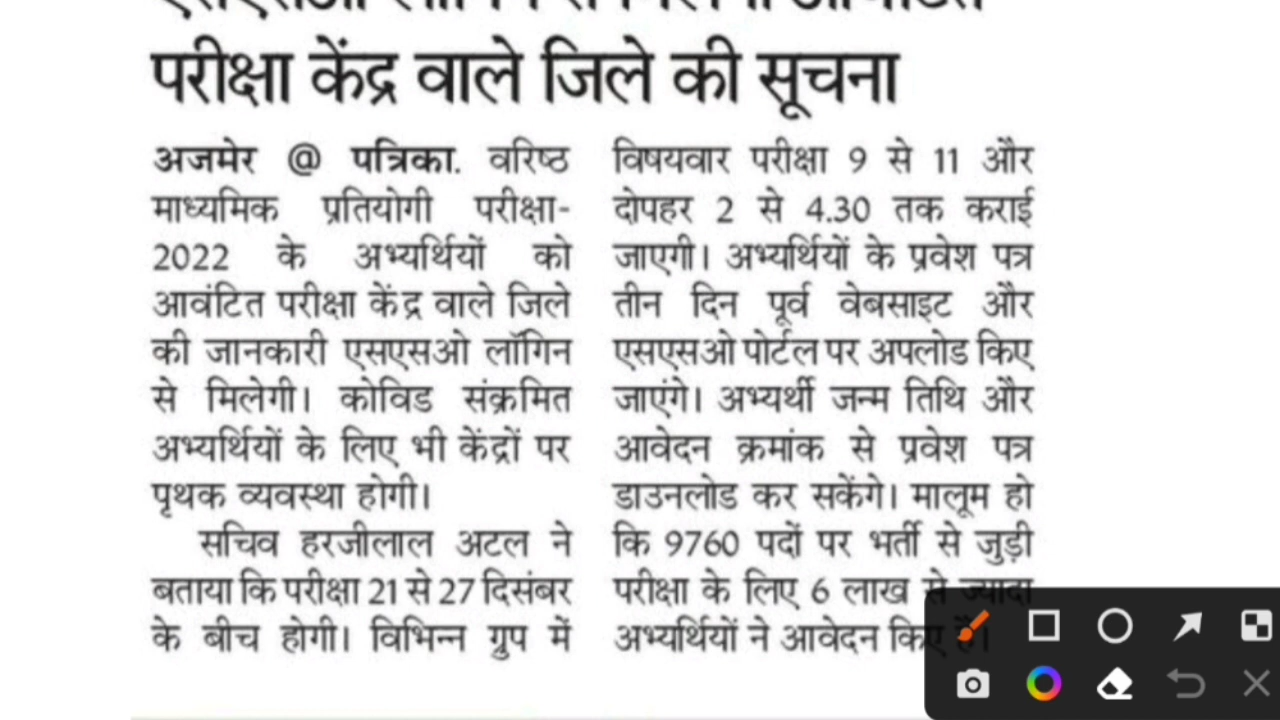 परीक्षा केंद्र वाले जिले की सूचना
अजमेर @ पत्रिका. वरिष्ठ
माध्यमिक प्रतियोगी परीक्षा-
2022 के अभ्यर्थियों को
आवंटित परीक्षा केंद्र वाले जिले
की जानकारी एसएसओ लॉगिन
से मिलेगी। कोविड संक्रमित
अभ्यर्थियों के लिए भी केंद्रों पर
पृथक व्यवस्था होगी।
सचिव हरजीलाल अटल ने
बताया कि परीक्षा 21 से 27 दिसंबर
के बीच होगी। विभिन्न ग्रुप में
विषयवार परीक्षा 9 से 11 और
दोपहर 2 से 4.30 तक कराई
जाएगी। अभ्यर्थियों के प्रवेश पत्र
तीन दिन पूर्व वेबसाइट और
एसएसओ पोर्टल पर अपलोड किए
जाएंगे। अभ्यर्थी जन्म तिथि और
आवेदन क्रमांक से प्रवेश पत्र
डाउनलोड कर सकेंगे। मालूम हो
कि 9760 पदों पर भर्ती से जुड़ी
परीक्षा के लिए 6 लाख से ज्यादा
अभ्यर्थियों ने आवेदन किए हैं।